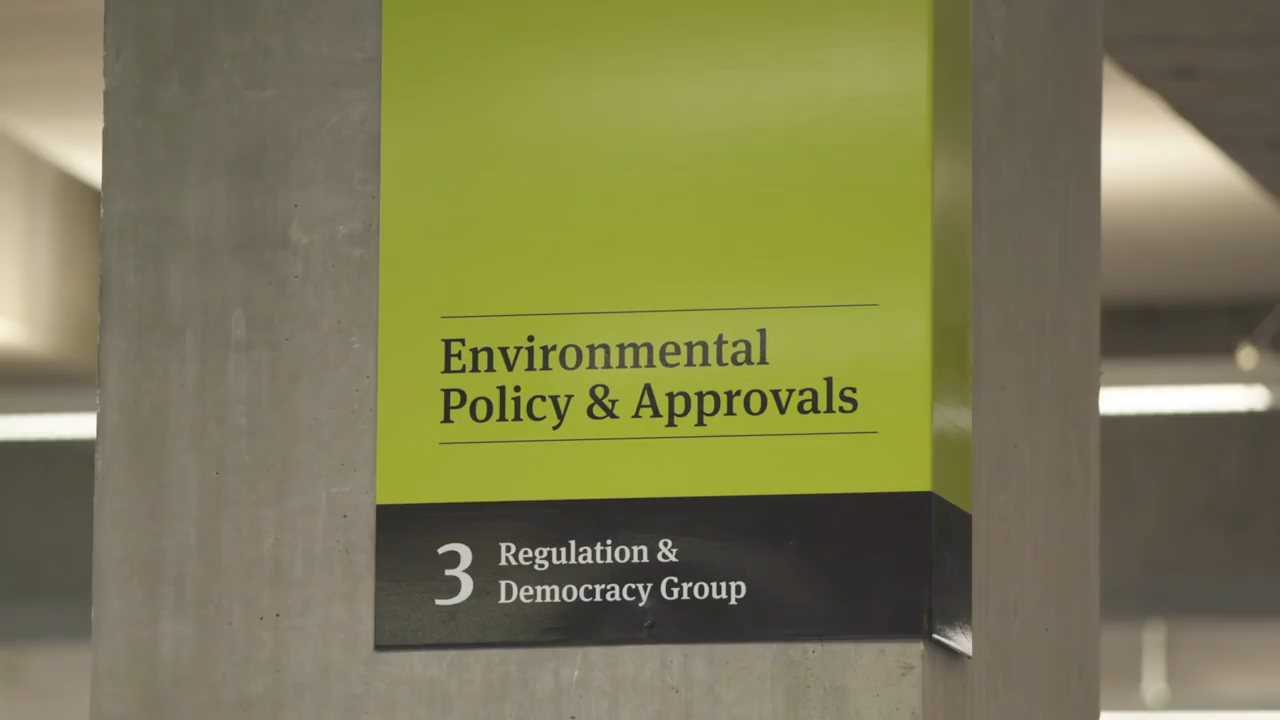 Environmental
Policy & Approvals
3 Regulation &
Democracy Group